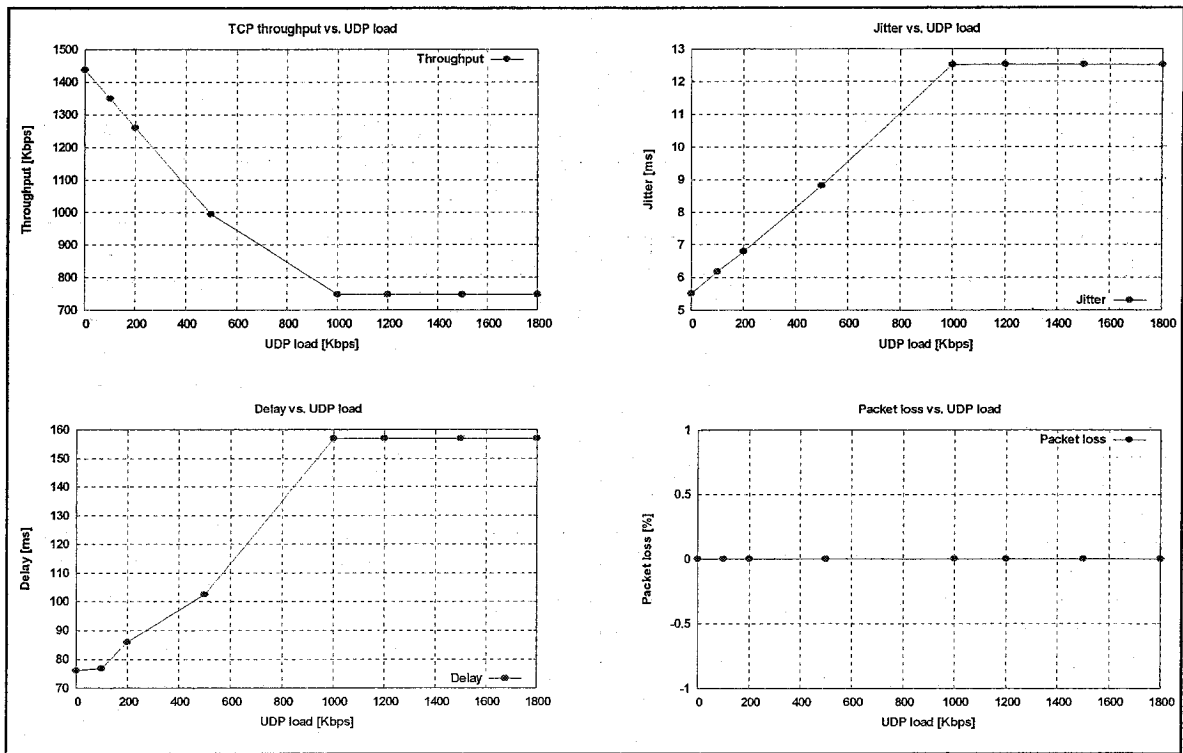 TCP throughput vs. UDP load
1500
1400
1300
1200
1100
1000
900
800
700
Throughput [Kbps]
Throughput
0 200 400 600 800 1000 1200 1400 1600 1800
UDP load [Kbps]
Jitter vs. UDP load
13
12
11
10
9
8
7
6
5
Jitter [ms]
Jitter
0 200 400 600 800 1000 1200 1400 1600 1800
UDP load [Kbps]
Delay vs. UDP load
160
150
140
130
120
110
100
90
80
70
Delay [ms]
Delay
0 200 400 600 800 1000 1200 1400 1600 1800
UDP load [Kbps]
Packet loss vs. UDP load
1
0.5
0
-0.5
-1
Packet loss [%]
Packet loss
0 200 400 600 800 1000 1200 1400 1600 1800
UDP load [Kbps]